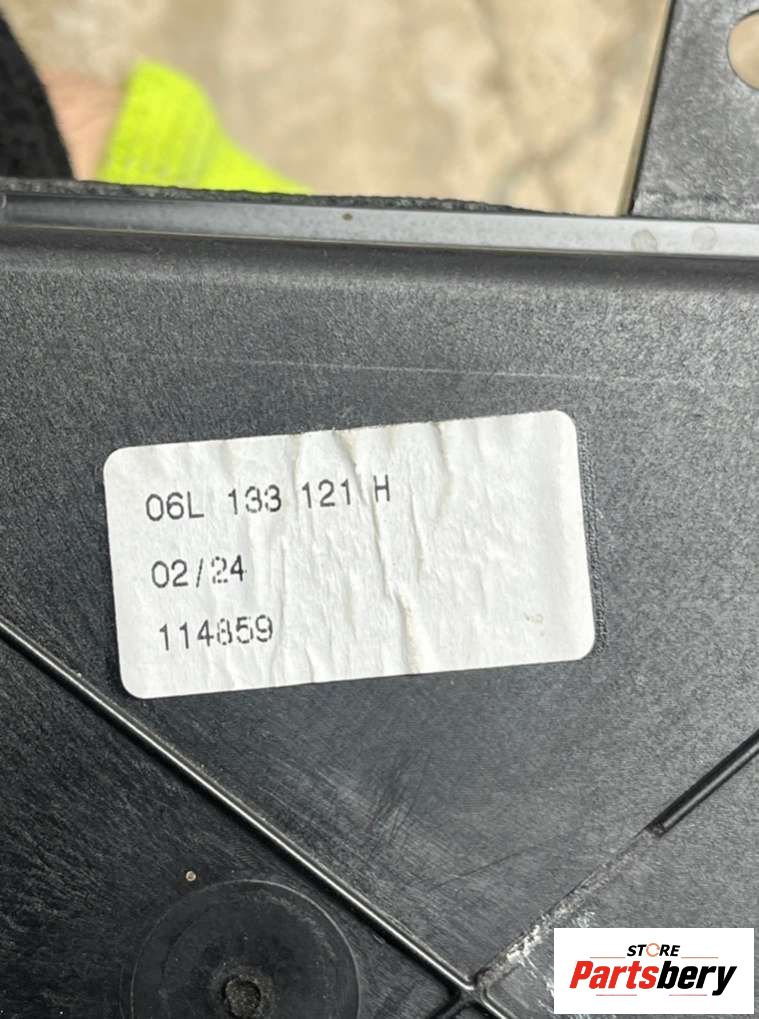 06L 133 121 H
02/24
114859
STORE
Partsbery